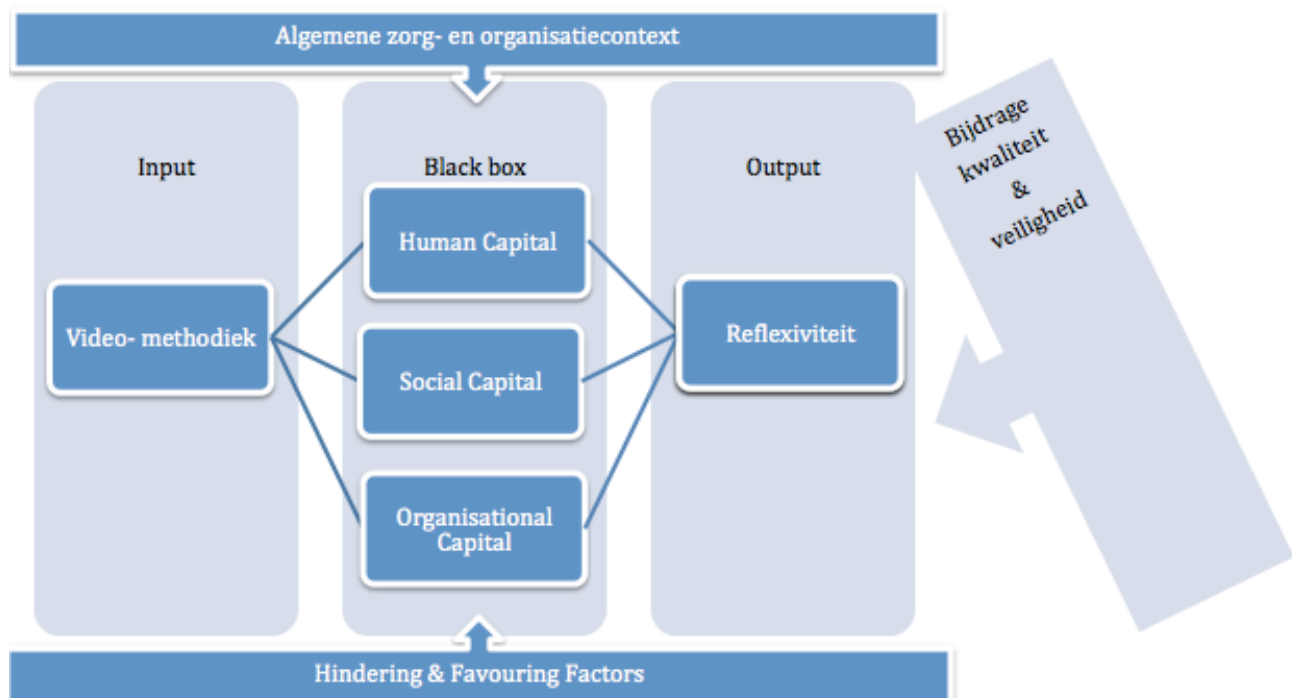 Algemene zorg- en organisatiecontext
Input
Black box
Output
Bijdrage
kwaliteit
&
veiligheid
Human Capital
Video- methodiek
Reflexiviteit
Social Capital
Organisational
Capital
Hindering & Favouring Factors